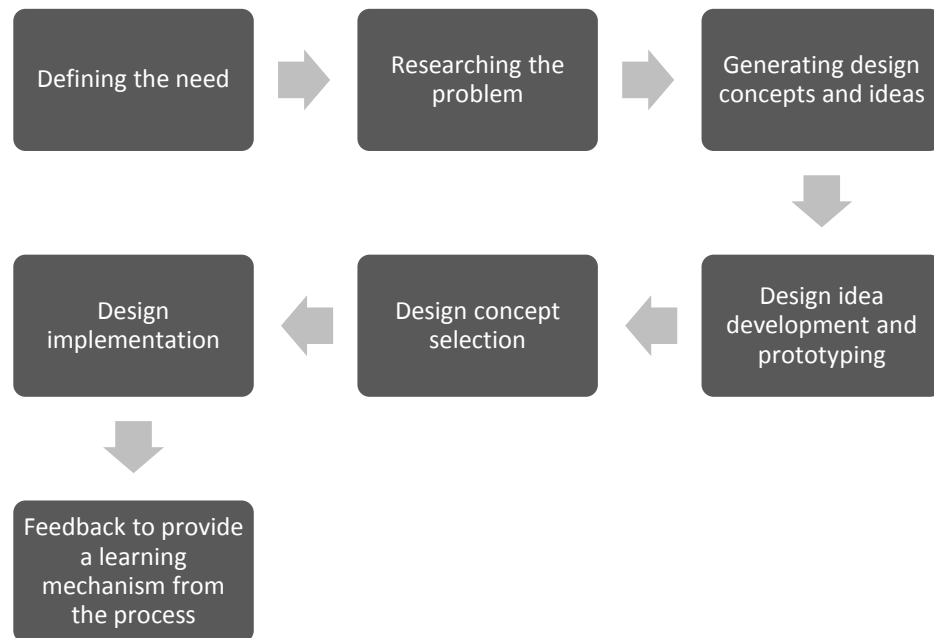 Defining the need
Researching the
problem
Generating design
concepts and ideas
Design idea
development and
prototyping
Design concept
selection
Design
implementation
Feedback to provide
a learning
mechanism from
the process